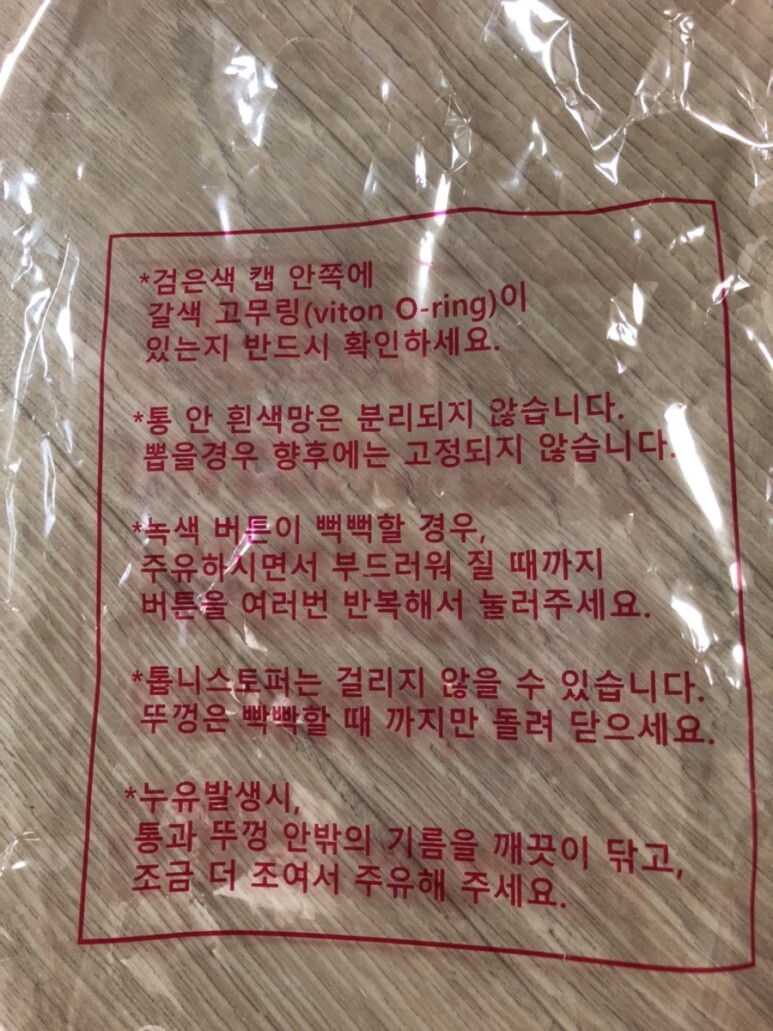 *검은색 캡 안쪽에
갈색 고무링(viton O-ring)이
있는지 반드시 확인하세요.
*통 안 흰색망은 분리되지 않습니다.
뽑을경우 향후에는 고정되지 않습니다.
*녹색 버튼이 뻑뻑할 경우,
주유하시면서 부드러워 질 때까지
버튼을 여러번 반복해서 눌러주세요.
*톱니스토퍼는 걸리지 않을 수 있습니다.
뚜껑은 빡빡할 때 까지만 돌려 닫으세요.
*누유발생시,
통과 뚜껑 안밖의 기름을 깨끗이 닦고,
조금 더 조여서 주유해 주세요.